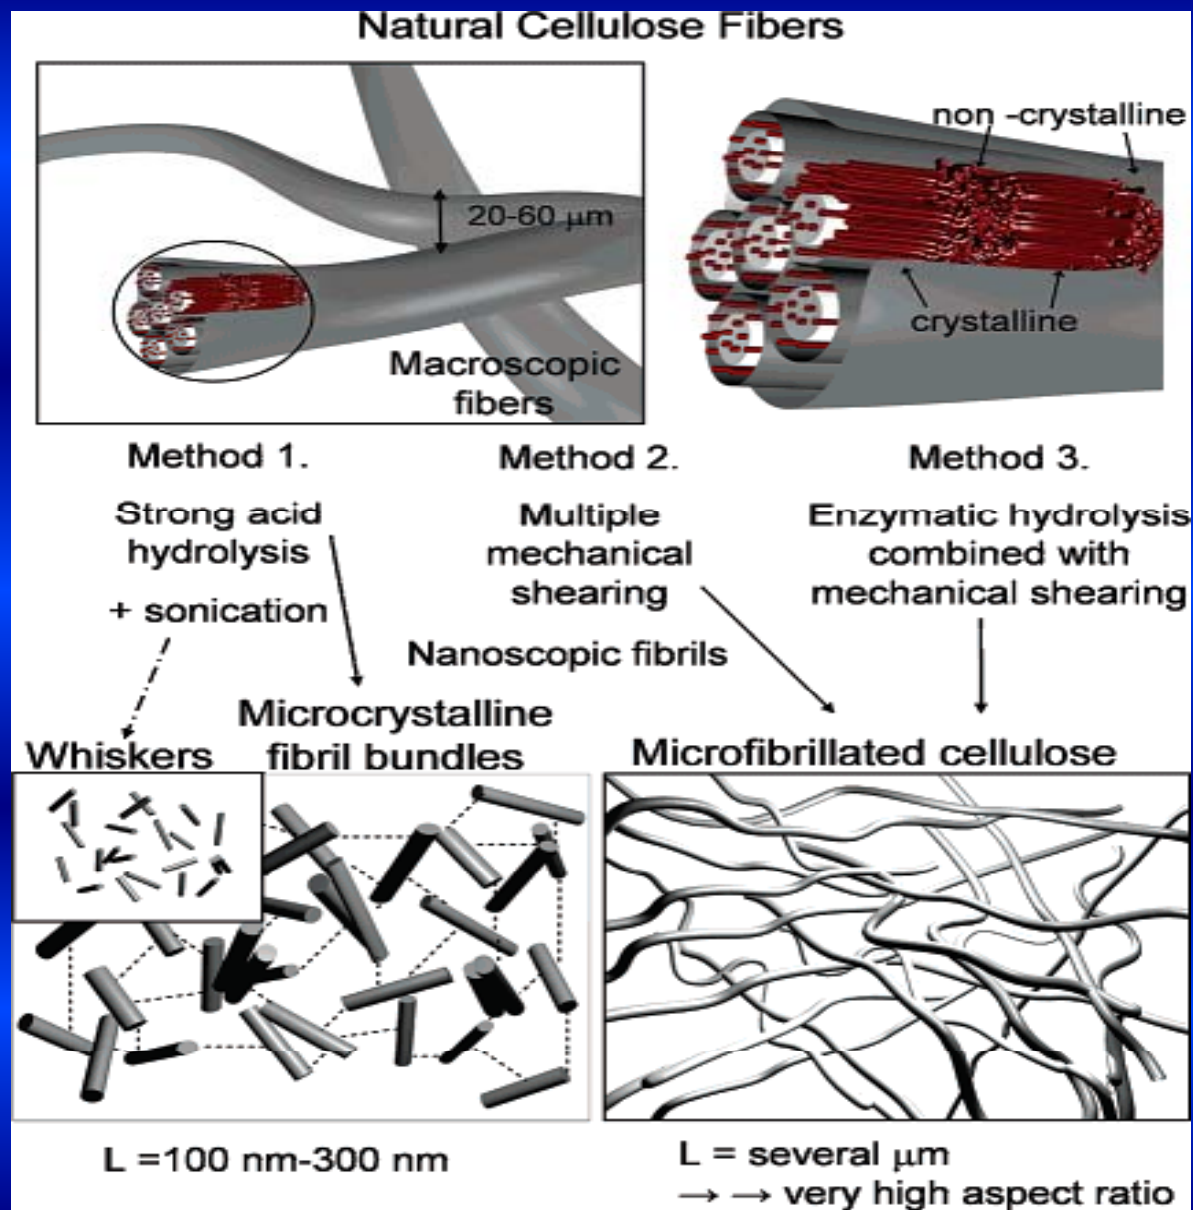 Natural Cellulose Fibers
20-60 μm
Macroscopic
fibers
non -crystalline
crystalline
Method 1.
Strong acid
hydrolysis
+ sonication
Method 2.
Multiple
mechanical
shearing
Method 3.
Enzymatic hydrolysis
combined with
mechanical shearing
Nanoscopic fibrils
Whiskers
Microcrystalline
fibril bundles
Microfibrillated cellulose
L =100 nm-300 nm
L = several μm
→ → very high aspect ratio